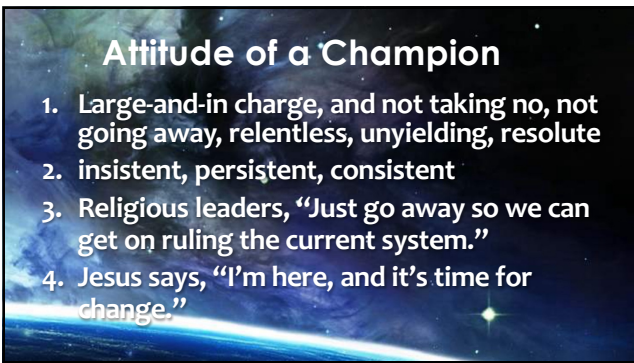 Attitude of a Champion
1. Large-and-in charge, and not taking no, not
going away, relentless, unyielding, resolute
2. insistent, persistent, consistent
3. Religious leaders, “Just go away so we can
get on ruling the current system.”
4. Jesus says, “I’m here, and it’s time for
change.”